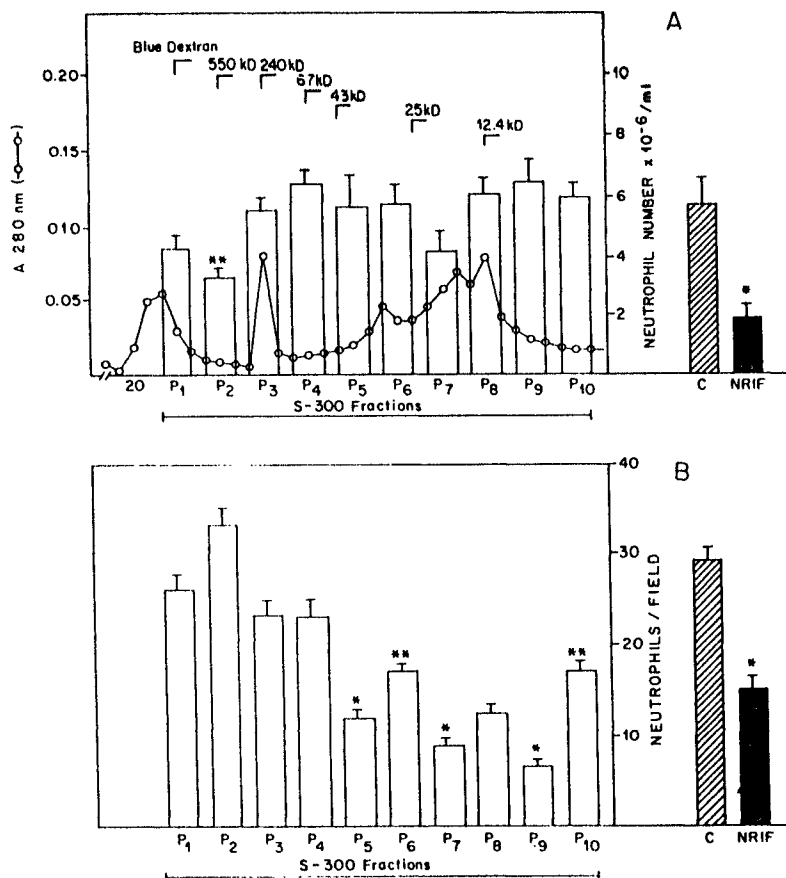 A
Blue Dextran
550 kD 240kD
67kD
43kD
25kD
12.4kD
0.20
0.15
0.10
0.05
A 280 nm (-o-o-)
10
8
6
4
2
NEUTROPHIL NUMBER x 10-6/ml
**
*
20 P1 P2 P3 P4 P5 P6 P7 P8 P9 P10
S-300 Fractions
C NRIF
B
40
30
20
10
NEUTROPHILS / FIELD
*
**
*
*
**
*
P1 P2 P3 P4 P5 P6 P7 P8 P9 P10
S-300 Fractions
C NRIF